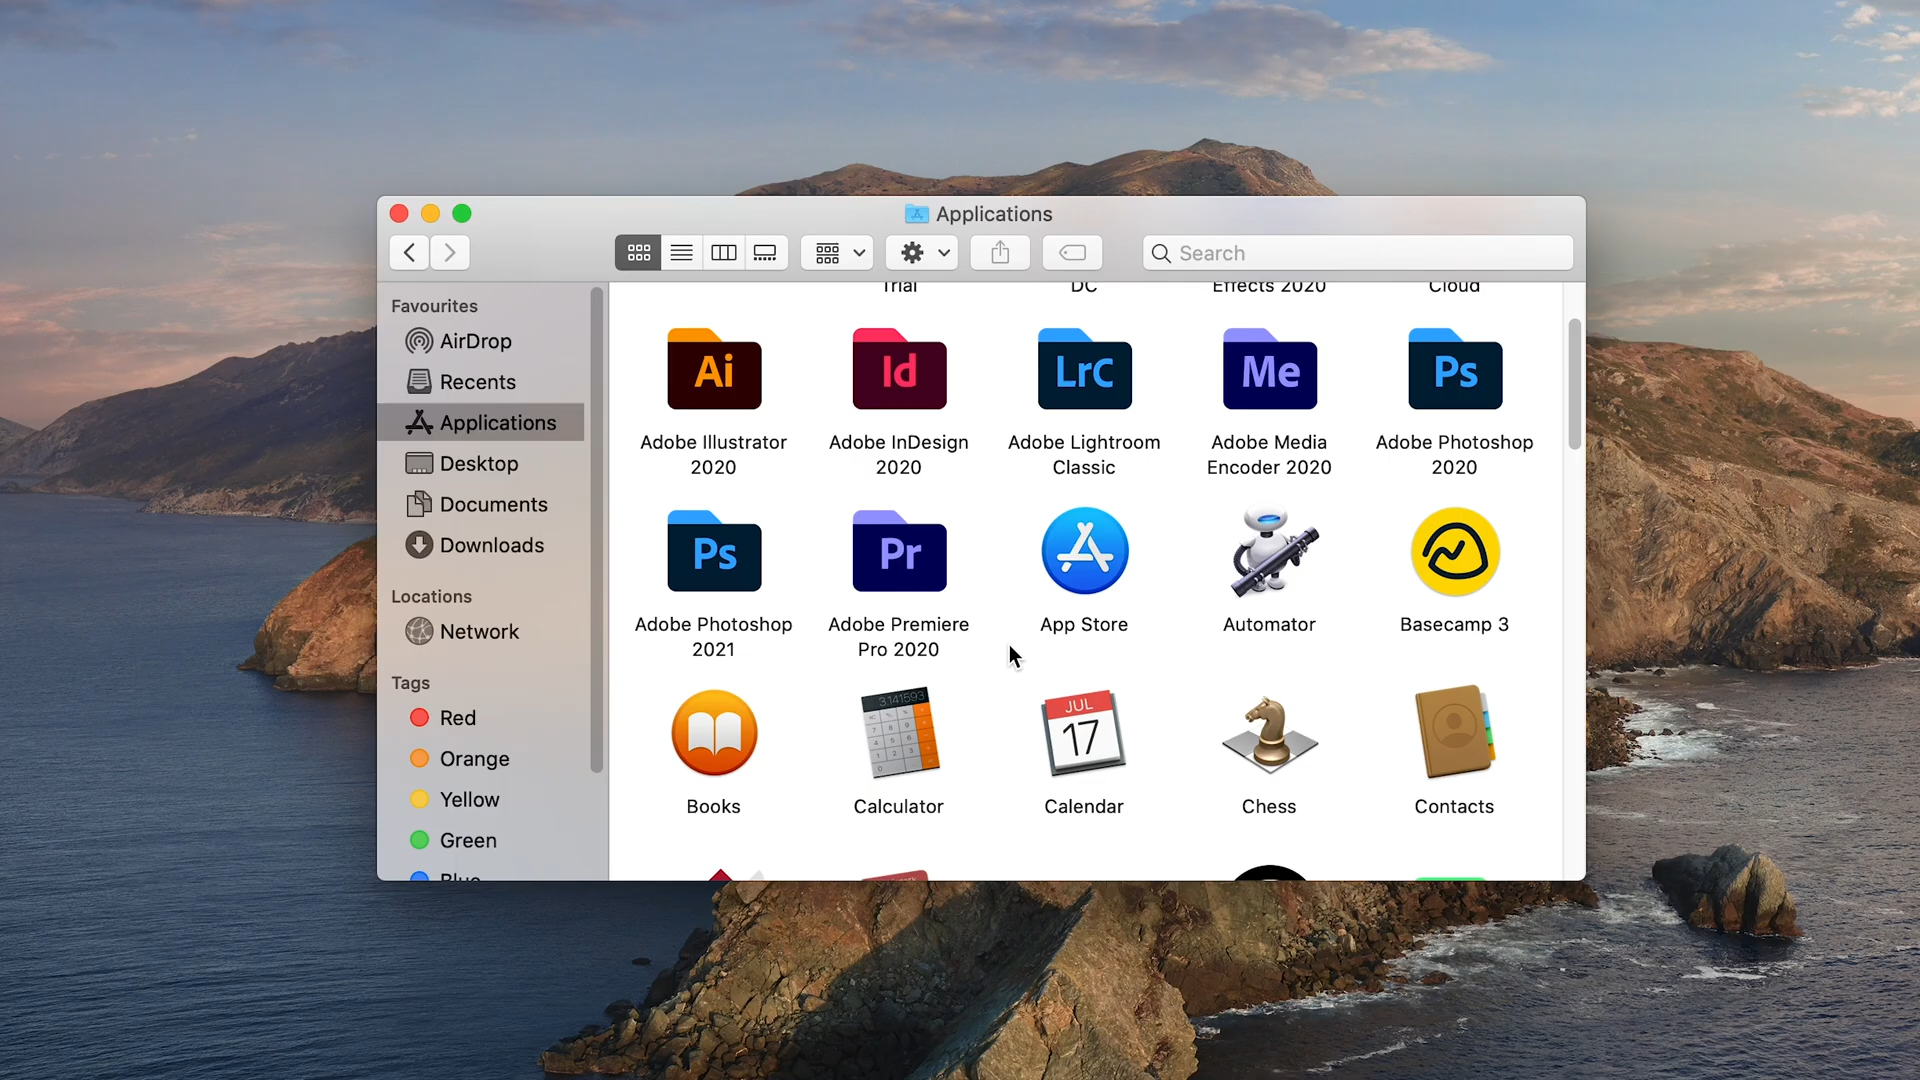 Applications
Search
Favourites
AirDrop
Recents
Applications
Desktop
Documents
Downloads
Locations
Network
Tags
Red
Orange
Yellow
Green
Blue
Trial
DC
Effects 2020
Cloud
Ai
Id
LrC
Me
Ps
Adobe Illustrator
2020
Adobe InDesign
2020
Adobe Lightroom
Classic
Adobe Media
Encoder 2020
Adobe Photoshop
2020
Ps
Pr
Adobe Photoshop
2021
Adobe Premiere
Pro 2020
App Store
Automator
Basecamp 3
3.141593
JUL
17
Books
Calculator
Calendar
Chess
Contacts